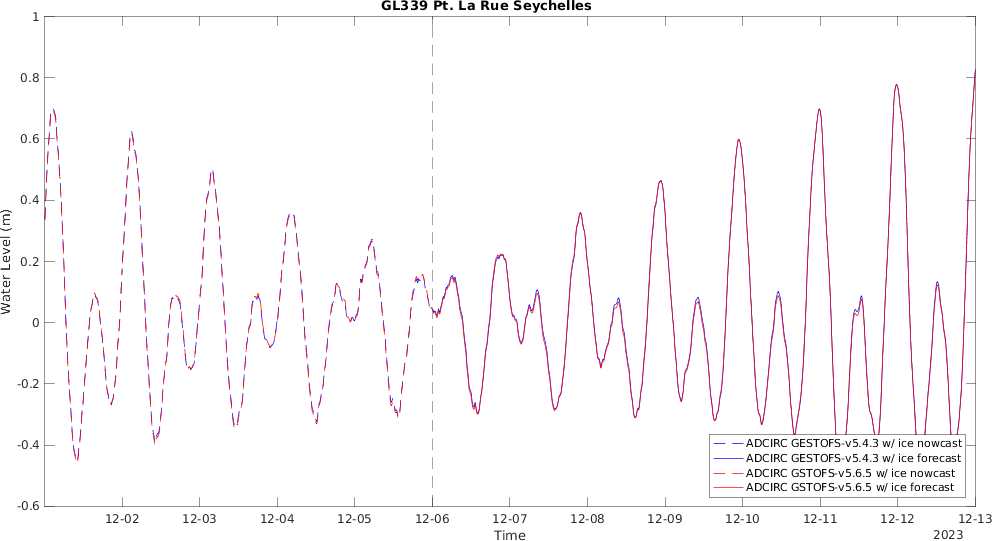 GL339 Pt. La Rue Seychelles
1
0.8
0.6
0.4
0.2
0
-0.2
-0.4
-0.6
Water Level (m)
ADCIRC GESTOFS-v5.4.3 w/ ice nowcast
ADCIRC GESTOFS-v5.4.3 w/ ice forecast
ADCIRC GSTOFS-v5.6.5 w/ ice nowcast
ADCIRC GSTOFS-v5.6.5 w/ ice forecast
12-02 12-03 12-04 12-05 12-06 12-07 12-08 12-09 12-10 12-11 12-12 12-13
Time
2023